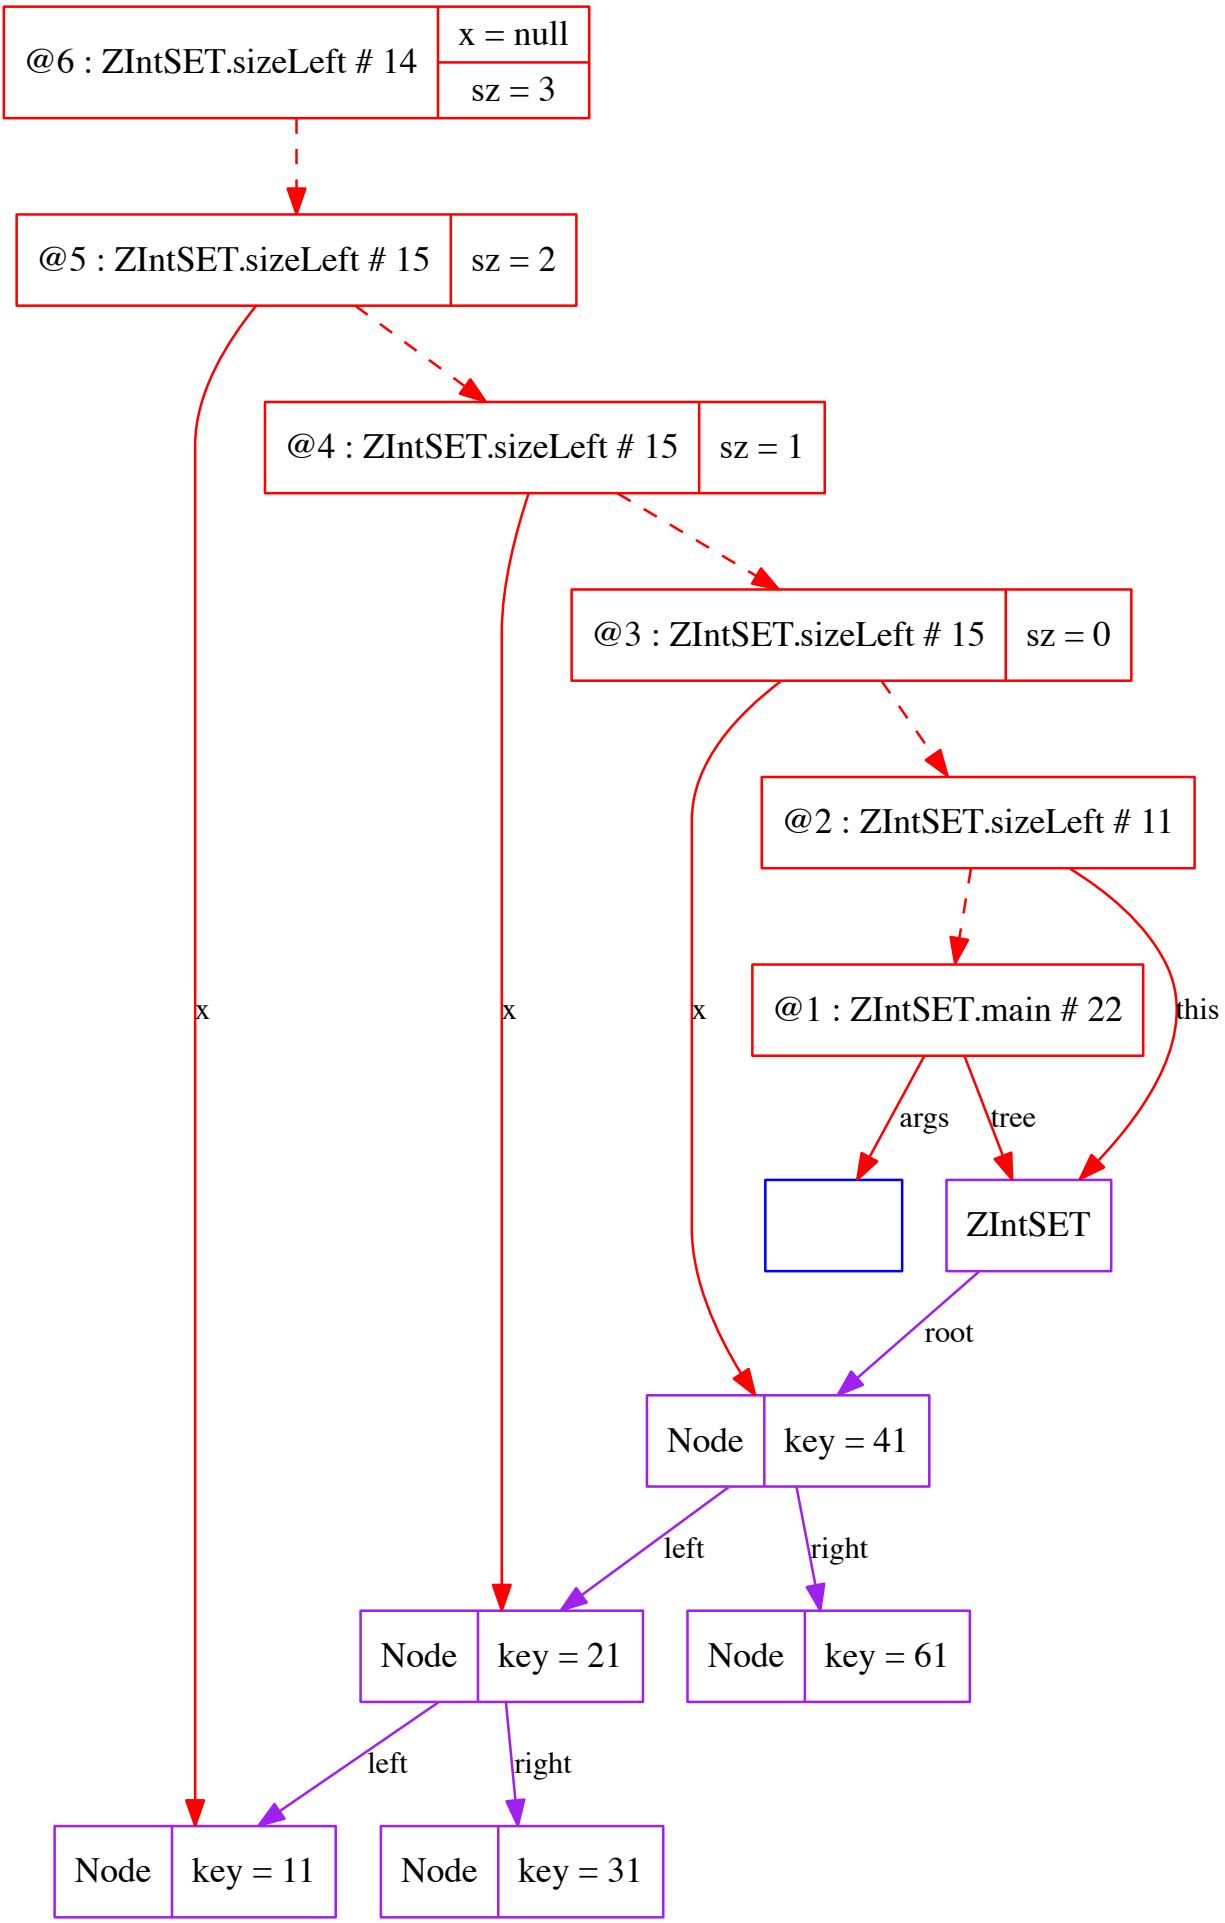 @6 : ZIntSET.sizeLeft # 14
x = null
sz = 3
@5 : ZIntSET.sizeLeft # 15
sz = 2
@4 : ZIntSET.sizeLeft # 15
sz = 1
@3 : ZIntSET.sizeLeft # 15
sz = 0
@2 : ZIntSET.sizeLeft # 11
x
x
x
@1 : ZIntSET.main # 22
this
args
tree
ZIntSET
root
Node
key = 41
left
right
Node
key = 21
Node
key = 61
left
right
Node
key = 11
Node
key = 31